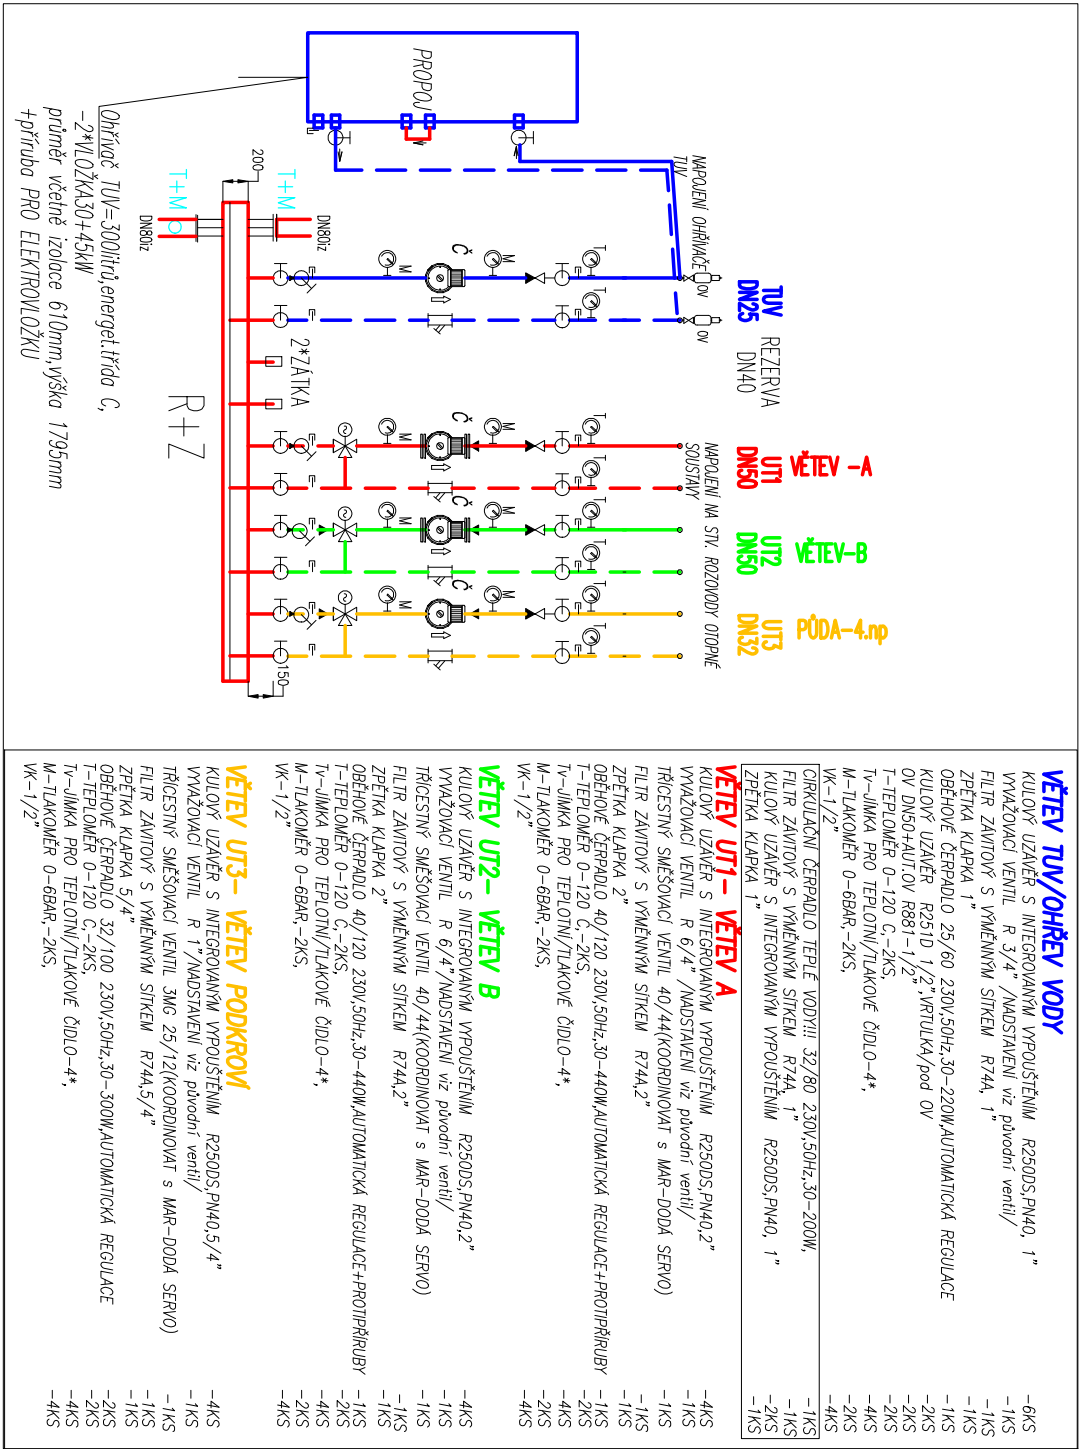 PROPOJ
NAPOJENÍ OHŘÍVAČE
TUV
TUV
DN25
REZERVA
DN40
VĚTEV -A
UT1
DN50
VĚTEV-B
UT2
DN50
PŮDA-4.np
UT3
DN32
NAPOJENÍ NA STV. ROZOVODY OTOPNÉ
SOUSTAVY
OV
OV
T
T
T
T
T
T
T
T
M
M
M
M
M
M
M
M
Č
Č
Č
Č
200
150
T+M
T+M
DN80iz
DN80iz
2*ZÁTKA
R+Z
Ohřívač TUV=300litrů,energet.třída C,
-2*VLOŽKA30+45kW
průměr včetně izolace 610mm,výška 1795mm
+příruba PRO ELEKTROVLOŽKU
VĚTEV TUV/OHŘEV VODY
KULOVÝ UZÁVĚR S INTEGROVANÝM VYPOUŠTĚNÍM R250DS,PN40, 1" -6KS
VYVAŽOVACÍ VENTIL R 3/4" /NADSTAVENÍ viz původní ventil/ -1KS
FILTR ZÁVITOVÝ S VÝMĚNNÝM SÍTKEM R74A, 1" -1KS
ZPĚTKA KLAPKA 1" -1KS
OBĚHOVÉ ČERPADLO 25/60 230V,50Hz,30-220W,AUTOMATICKÁ REGULACE -1KS
KULOVÝ UZÁVĚR R251D 1/2",VRTULKA/pod OV -2KS
OV DN50+AUT.OV R881-1/2" -2KS
T-TEPLOMĚR 0-120 C,-2KS, -2KS
Tv-JÍMKA PRO TEPLOTNÍ/TLAKOVÉ ČIDLO-4*, -4KS
M-TLAKOMĚR 0-6BAR,-2KS, -2KS
VK-1/2" -4KS
CIRKULAČNÍ ČERPADLO TEPLÉ VODY!!! 32/80 230V,50Hz,30-200W, -1KS
FILTR ZÁVITOVÝ S VÝMĚNNÝM SÍTKEM R74A, 1" -1KS
KULOVÝ UZÁVĚR S INTEGROVANÝM VYPOUŠTĚNÍM R250DS,PN40, 1" -2KS
ZPĚTKA KLAPKA 1" -1KS
VĚTEV UT1- VĚTEV A
KULOVÝ UZÁVĚR S INTEGROVANÝM VYPOUŠTĚNÍM R250DS,PN40,2" -4KS
VYVAŽOVACÍ VENTIL R 6/4" /NADSTAVENÍ viz původní ventil/ -1KS
TŘÍCESTNÝ SMĚŠOVACÍ VENTIL 40/44(KOORDINOVAT s MAR-DODÁ SERVO) -1KS
FILTR ZÁVITOVÝ S VÝMĚNNÝM SÍTKEM R74A,2" -1KS
ZPĚTKA KLAPKA 2" -1KS
OBĚHOVÉ ČERPADLO 40/120 230V,50Hz,30-440W,AUTOMATICKÁ REGULACE+PROTIPŘÍRUBY -1KS
T-TEPLOMĚR 0-120 C,-2KS, -2KS
Tv-JÍMKA PRO TEPLOTNÍ/TLAKOVÉ ČIDLO-4*, -4KS
M-TLAKOMĚR 0-6BAR,-2KS, -2KS
VK-1/2" -4KS
VĚTEV UT2- VĚTEV B
KULOVÝ UZÁVĚR S INTEGROVANÝM VYPOUŠTĚNÍM R250DS,PN40,2" -4KS
VYVAŽOVACÍ VENTIL R 6/4"/NADSTAVENÍ viz původní ventil/ -1KS
TŘÍCESTNÝ SMĚŠOVACÍ VENTIL 40/44(KOORDINOVAT s MAR-DODÁ SERVO) -1KS
FILTR ZÁVITOVÝ S VÝMĚNNÝM SÍTKEM R74A,2" -1KS
ZPĚTKA KLAPKA 2" -1KS
OBĚHOVÉ ČERPADLO 40/120 230V,50Hz,30-440W,AUTOMATICKÁ REGULACE+PROTIPŘÍRUBY -1KS
T-TEPLOMĚR 0-120 C,-2KS, -2KS
Tv-JÍMKA PRO TEPLOTNÍ/TLAKOVÉ ČIDLO-4*, -4KS
M-TLAKOMĚR 0-6BAR,-2KS, -2KS
VK-1/2" -4KS
VĚTEV UT3- VĚTEV PODKROVÍ
KULOVÝ UZÁVĚR S INTEGROVANÝM VYPOUŠTĚNÍM R250DS,PN40,5/4" -4KS
VYVAŽOVACÍ VENTIL R 1"/NADSTAVENÍ viz původní ventil/ -1KS
TŘÍCESTNÝ SMĚŠOVACÍ VENTIL 3MG 25/12(KOORDINOVAT s MAR-DODÁ SERVO) -1KS
FILTR ZÁVITOVÝ S VÝMĚNNÝM SÍTKEM R74A,5/4" -1KS
ZPĚTKA KLAPKA 5/4" -1KS
OBĚHOVÉ ČERPADLO 32/100 230V,50Hz,30-300W,AUTOMATICKÁ REGULACE -2KS
T-TEPLOMĚR 0-120 C,-2KS, -2KS
Tv-JÍMKA PRO TEPLOTNÍ/TLAKOVÉ ČIDLO-4*, -4KS
M-TLAKOMĚR 0-6BAR,-2KS, -4KS
VK-1/2" -4KS